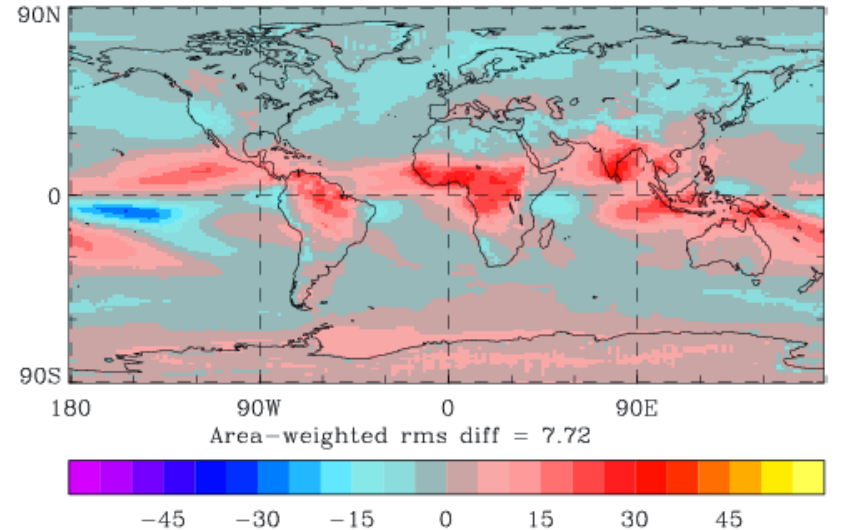 90N
0
90S
180 90W 0 90E
Area-weighted rms diff = 7.72
-45 -30 -15 0 15 30 45